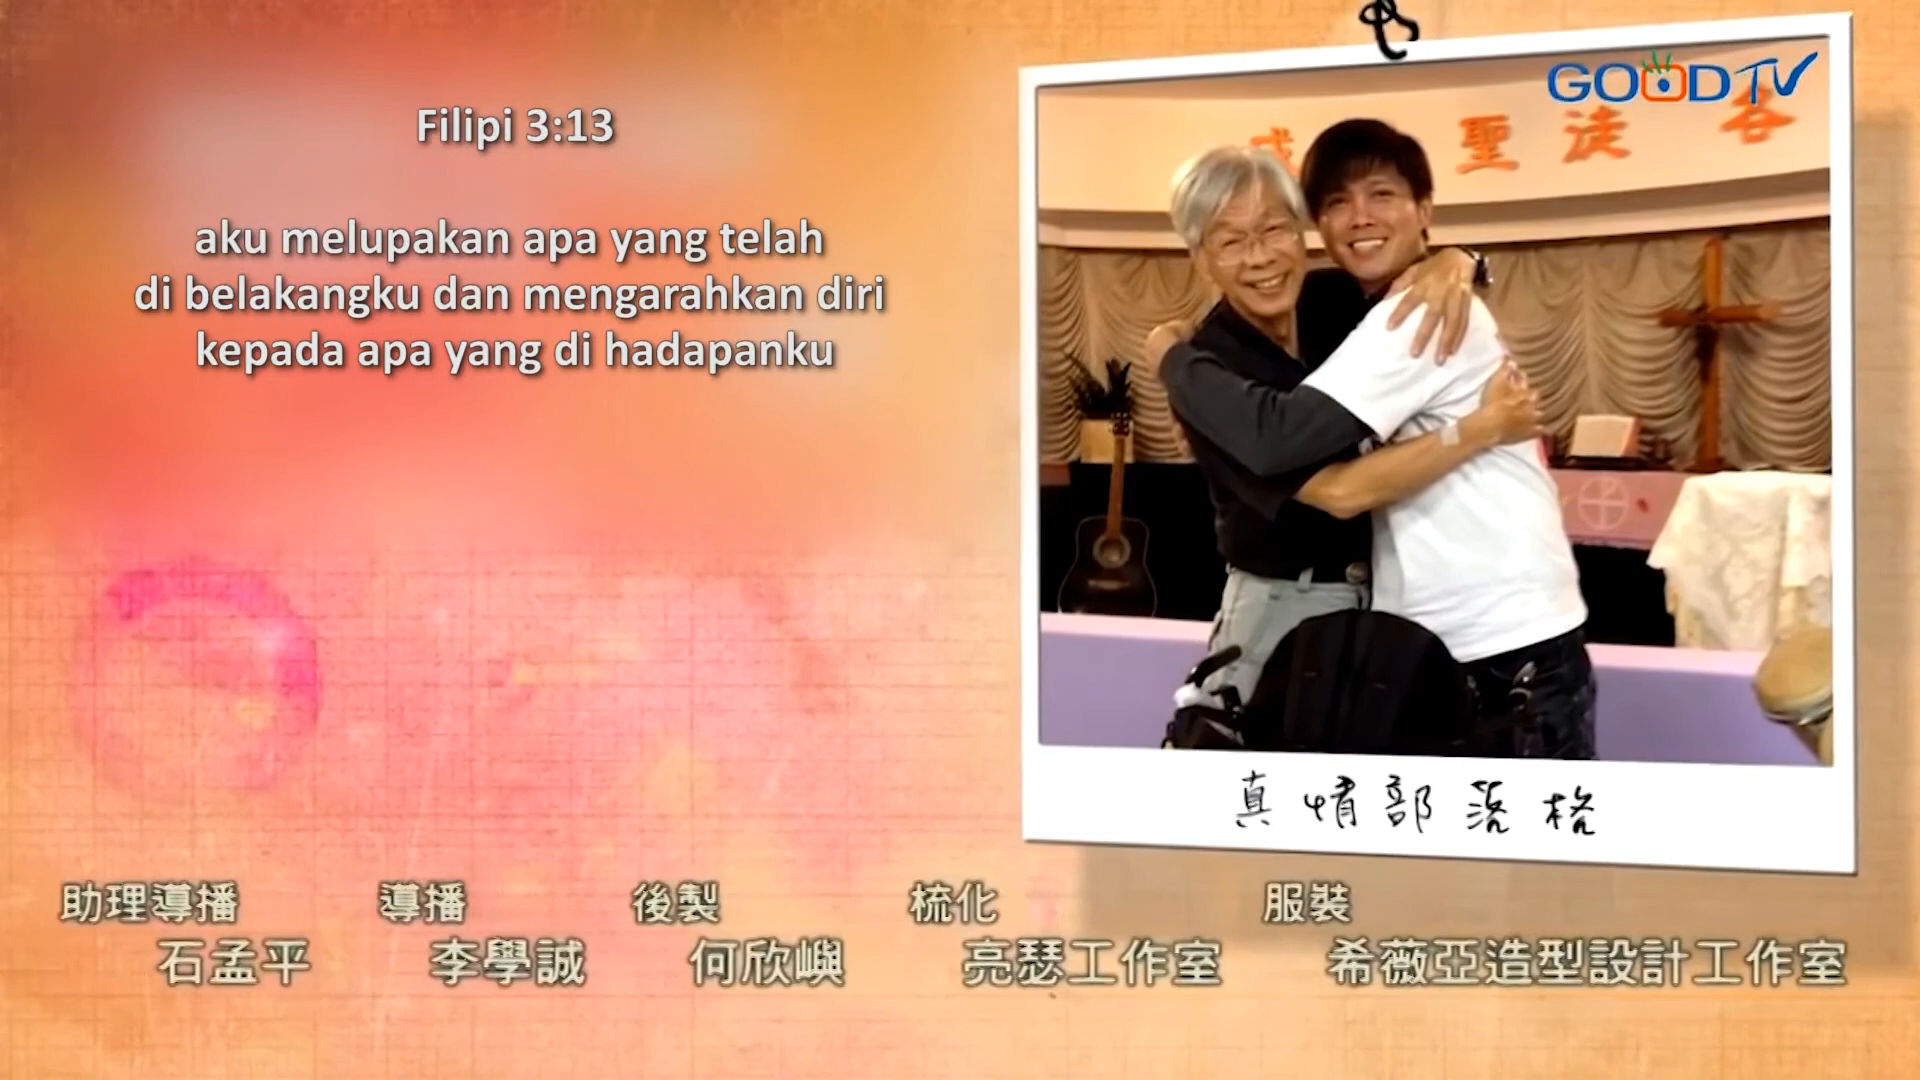 Filipi 3:13
aku melupakan apa yang telah
di belakangku dan mengarahkan diri
kepada apa yang di hadapanku
GOODTV
聖徒
真情部落格
助理導播 導播 後製 梳化 服裝
石孟平 李學誠 何欣嶼 亮瑟工作室 希薇亞造型設計工作室